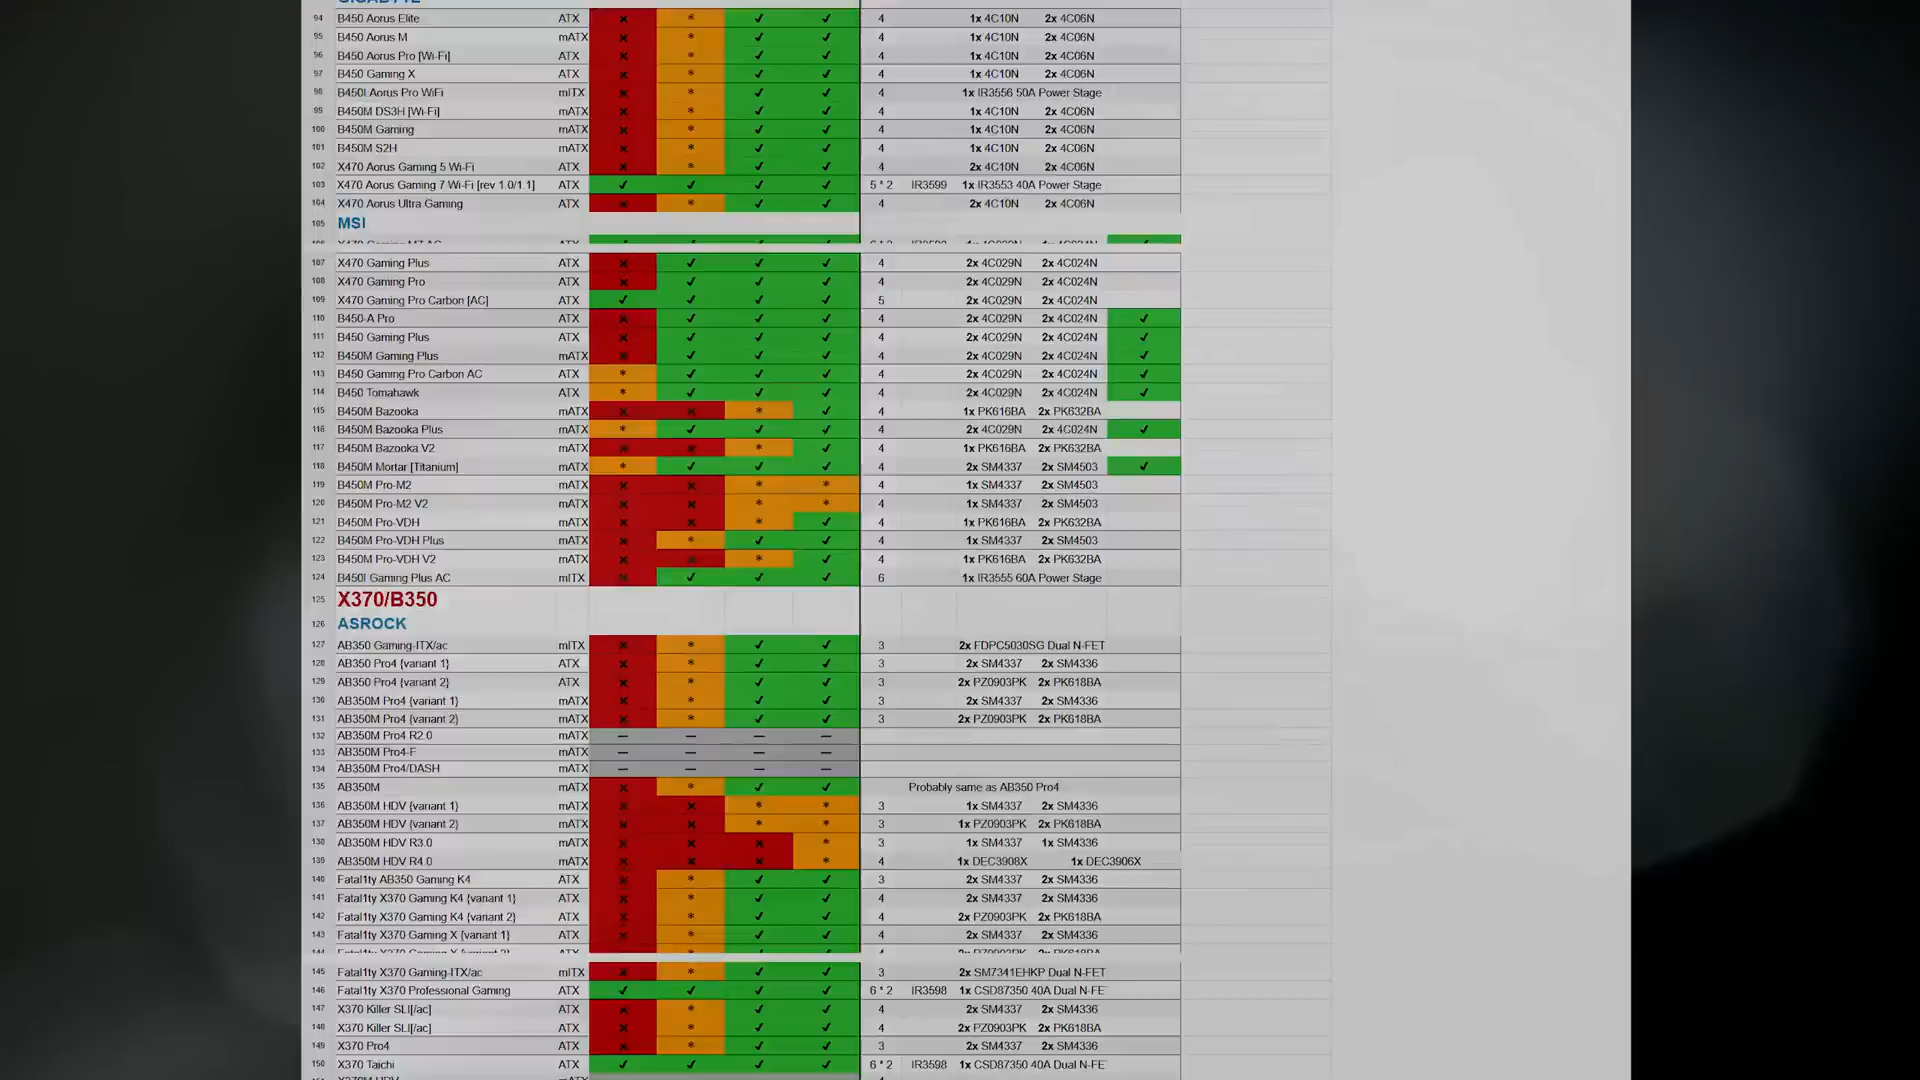 94 B450 Aorus Elite ATX × * ✓ ✓ 4 1x 4C10N 2x 4C06N
95 B450 Aorus M mATX × * ✓ ✓ 4 1x 4C10N 2x 4C06N
96 B450 Aorus Pro [Wi-Fi] ATX × * ✓ ✓ 4 1x 4C10N 2x 4C06N
97 B450 Gaming X ATX × * ✓ ✓ 4 1x 4C10N 2x 4C06N
98 B450I Aorus Pro WiFi mITX × * ✓ ✓ 4 1x IR3556 50A Power Stage
99 B450M DS3H [Wi-Fi] mATX × * ✓ ✓ 4 1x 4C10N 2x 4C06N
100 B450M Gaming mATX × * ✓ ✓ 4 1x 4C10N 2x 4C06N
101 B450M S2H mATX × * ✓ ✓ 4 1x 4C10N 2x 4C06N
102 X470 Aorus Gaming 5 Wi-Fi ATX × * ✓ ✓ 4 2x 4C10N 2x 4C06N
103 X470 Aorus Gaming 7 Wi-Fi [rev 1.0/1.1] ATX ✓ ✓ ✓ ✓ 5 * 2 IR3599 1x IR3553 40A Power Stage
104 X470 Aorus Ultra Gaming ATX × * ✓ ✓ 4 2x 4C10N 2x 4C06N
105 MSI
107 X470 Gaming Plus ATX × ✓ ✓ ✓ 4 2x 4C029N 2x 4C024N
108 X470 Gaming Pro ATX × ✓ ✓ ✓ 4 2x 4C029N 2x 4C024N
109 X470 Gaming Pro Carbon [AC] ATX ✓ ✓ ✓ ✓ 5 2x 4C029N 2x 4C024N
110 B450-A Pro ATX × ✓ ✓ ✓ 4 2x 4C029N 2x 4C024N ✓
111 B450 Gaming Plus ATX × ✓ ✓ ✓ 4 2x 4C029N 2x 4C024N ✓
112 B450M Gaming Plus mATX × ✓ ✓ ✓ 4 2x 4C029N 2x 4C024N ✓
113 B450 Gaming Pro Carbon AC ATX * ✓ ✓ ✓ 4 2x 4C029N 2x 4C024N ✓
114 B450 Tomahawk ATX * ✓ ✓ ✓ 4 2x 4C029N 2x 4C024N ✓
115 B450M Bazooka mATX × × * ✓ 4 1x PK616BA 2x PK632BA
116 B450M Bazooka Plus mATX * ✓ ✓ ✓ 4 2x 4C029N 2x 4C024N ✓
117 B450M Bazooka V2 mATX × × * ✓ 4 1x PK616BA 2x PK632BA
118 B450M Mortar [Titanium] mATX * ✓ ✓ ✓ 4 2x SM4337 2x SM4503 ✓
119 B450M Pro-M2 mATX × × * * 4 1x SM4337 2x SM4503
120 B450M Pro-M2 V2 mATX × × * * 4 1x SM4337 2x SM4503
121 B450M Pro-VDH mATX × × * ✓ 4 1x PK616BA 2x PK632BA
122 B450M Pro-VDH Plus mATX × * ✓ ✓ 4 1x SM4337 2x SM4503
123 B450M Pro-VDH V2 mATX × × * ✓ 4 1x PK616BA 2x PK632BA
124 B450I Gaming Plus AC mITX × ✓ ✓ ✓ 6 1x IR3555 60A Power Stage
125 X370/B350
126 ASROCK
127 AB350 Gaming-ITX/ac mITX × * ✓ ✓ 3 2x FDPC5030SG Dual N-FET
128 AB350 Pro4 {variant 1} ATX × * ✓ ✓ 3 2x SM4337 2x SM4336
129 AB350 Pro4 {variant 2} ATX × * ✓ ✓ 3 2x PZ0903PK 2x PK618BA
130 AB350M Pro4 {variant 1} mATX × * ✓ ✓ 3 2x SM4337 2x SM4336
131 AB350M Pro4 {variant 2} mATX × * ✓ ✓ 3 2x PZ0903PK 2x PK618BA
132 AB350M Pro4 R2.0 mATX — — — —
133 AB350M Pro4-F mATX — — — —
134 AB350M Pro4/DASH mATX — — — —
135 AB350M mATX × * ✓ ✓ Probably same as AB350 Pro4
136 AB350M HDV {variant 1} mATX × × * * 3 1x SM4337 2x SM4336
137 AB350M HDV {variant 2} mATX × × * * 3 1x PZ0903PK 2x PK618BA
138 AB350M HDV R3.0 mATX × × × * 3 1x SM4337 1x SM4336
139 AB350M HDV R4.0 mATX × × × * 4 1x DEC3908X 1x DEC3906X
140 Fatal1ty AB350 Gaming K4 ATX × * ✓ ✓ 3 2x SM4337 2x SM4336
141 Fatal1ty X370 Gaming K4 {variant 1} ATX × * ✓ ✓ 4 2x SM4337 2x SM4336
142 Fatal1ty X370 Gaming K4 {variant 2} ATX × * ✓ ✓ 4 2x PZ0903PK 2x PK618BA
143 Fatal1ty X370 Gaming X {variant 1} ATX × * ✓ ✓ 4 2x SM4337 2x SM4336
145 Fatal1ty X370 Gaming-ITX/ac mITX × * ✓ ✓ 3 2x SM7341EHKP Dual N-FET
146 Fatal1ty X370 Professional Gaming ATX ✓ ✓ ✓ ✓ 6 * 2 IR3598 1x CSD87350 40A Dual N-FE
147 X370 Killer SLI[/ac] ATX × * ✓ ✓ 4 2x SM4337 2x SM4336
148 X370 Killer SLI[/ac] ATX × * ✓ ✓ 4 2x PZ0903PK 2x PK618BA
149 X370 Pro4 ATX × * ✓ ✓ 3 2x SM4337 2x SM4336
150 X370 Taichi ATX ✓ ✓ ✓ ✓ 6 * 2 IR3598 1x CSD87350 40A Dual N-FE